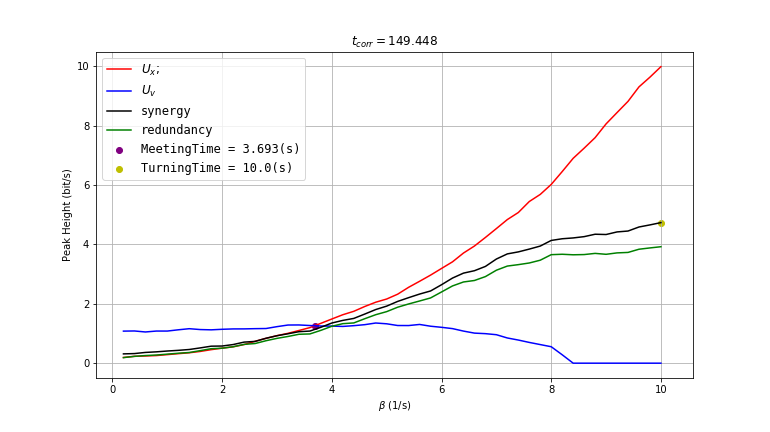 t_corr = 149.448
U_x;
U_v
synergy
redundancy
MeetingTime = 3.693(s)
TurningTime = 10.0(s)
Peak Height (bit/s)
10
8
6
4
2
0
0 2 4 6 8 10
β (1/s)